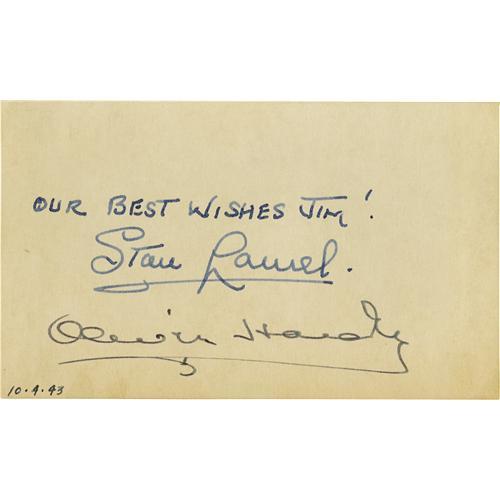 OUR BEST WISHES JIM!
Stan Laurel.
Oliver Hardy
10.4.43